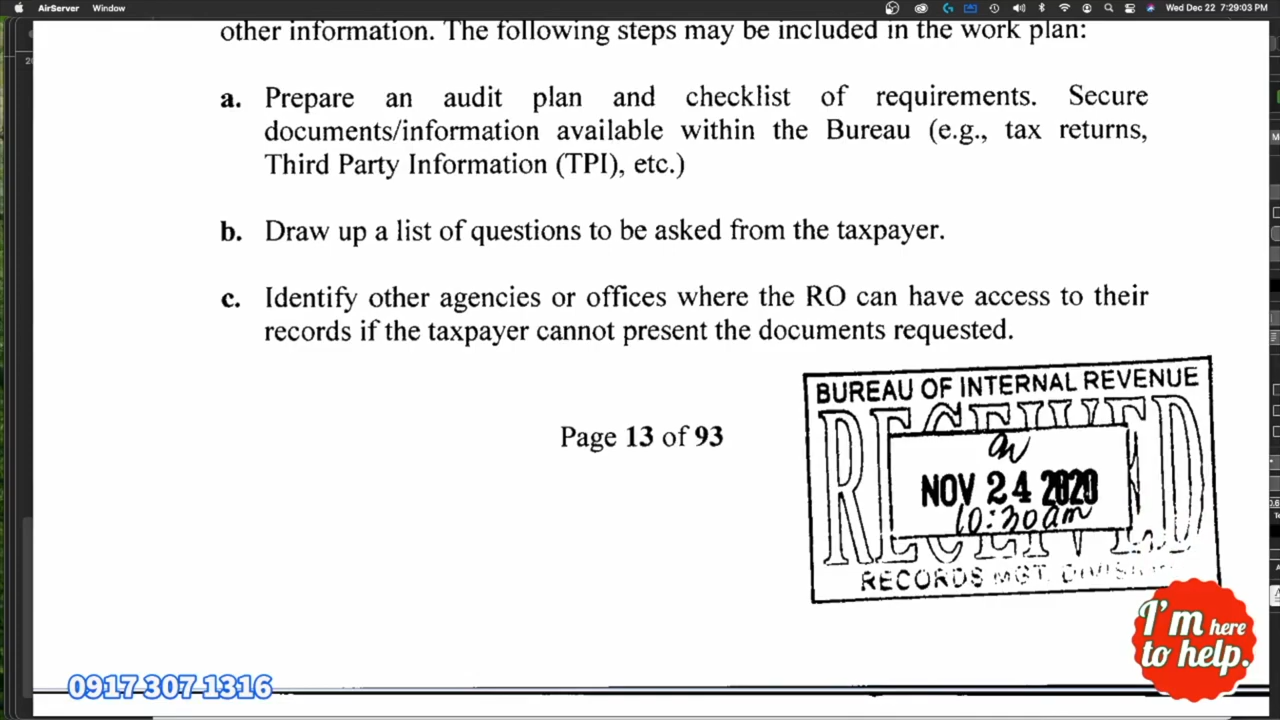 AirServer Window Wed Dec 22 7:29:03 PM
other information. The following steps may be included in the work plan:
a. Prepare an audit plan and checklist of requirements. Secure
documents/information available within the Bureau (e.g., tax returns,
Third Party Information (TPI), etc.)
b. Draw up a list of questions to be asked from the taxpayer.
c. Identify other agencies or offices where the RO can have access to their
records if the taxpayer cannot present the documents requested.
Page 13 of 93
BUREAU OF INTERNAL REVENUE
RECEIVED
NOV 24 2020
10:30am
RECORDS MGT. DIVISION
I'm here
to help.
0917 307 1316